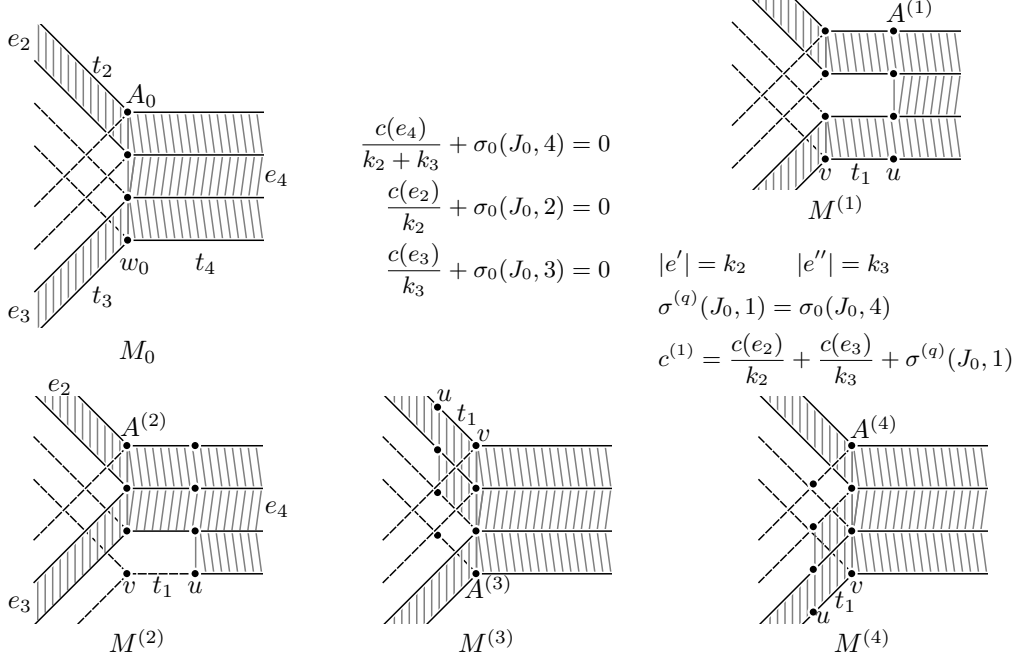 e_2
t_2
A_0
e_4
w_0
t_4
t_3
e_3
M_0
\frac{c(e_4)}{k_2 + k_3} + \sigma_0(J_0, 4) = 0
\frac{c(e_2)}{k_2} + \sigma_0(J_0, 2) = 0
\frac{c(e_3)}{k_3} + \sigma_0(J_0, 3) = 0
A^{(1)}
v
t_1
u
M^{(1)}
|e'| = k_2 |e''| = k_3
\sigma^{(q)}(J_0, 1) = \sigma_0(J_0, 4)
c^{(1)} = \frac{c(e_2)}{k_2} + \frac{c(e_3)}{k_3} + \sigma^{(q)}(J_0, 1)
e_2
A^{(2)}
e_4
e_3
v
t_1
u
M^{(2)}
u
t_1
v
A^{(3)}
M^{(3)}
A^{(4)}
v
t_1
u
M^{(4)}